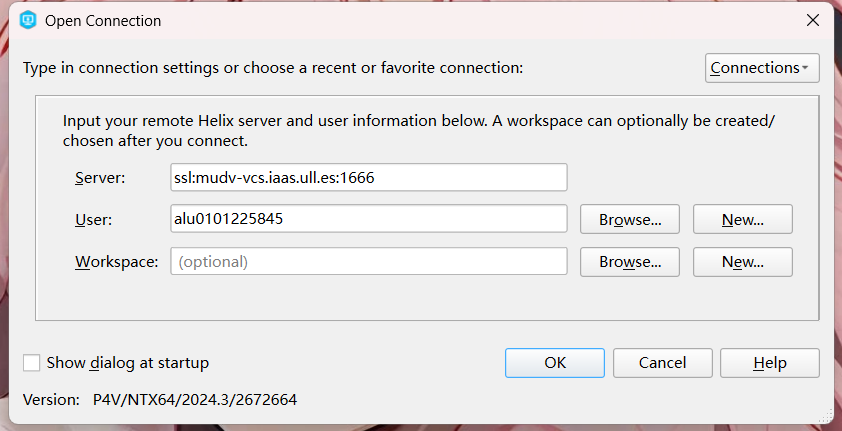 Open Connection
Type in connection settings or choose a recent or favorite connection:
Connections
Input your remote Helix server and user information below. A workspace can optionally be created/
chosen after you connect.
Server: ssl:mudv-vcs.iaas.ull.es:1666
User: alu0101225845 Browse... New...
Workspace: (optional) Browse... New...
Show dialog at startup
OK Cancel Help
Version: P4V/NTX64/2024.3/2672664